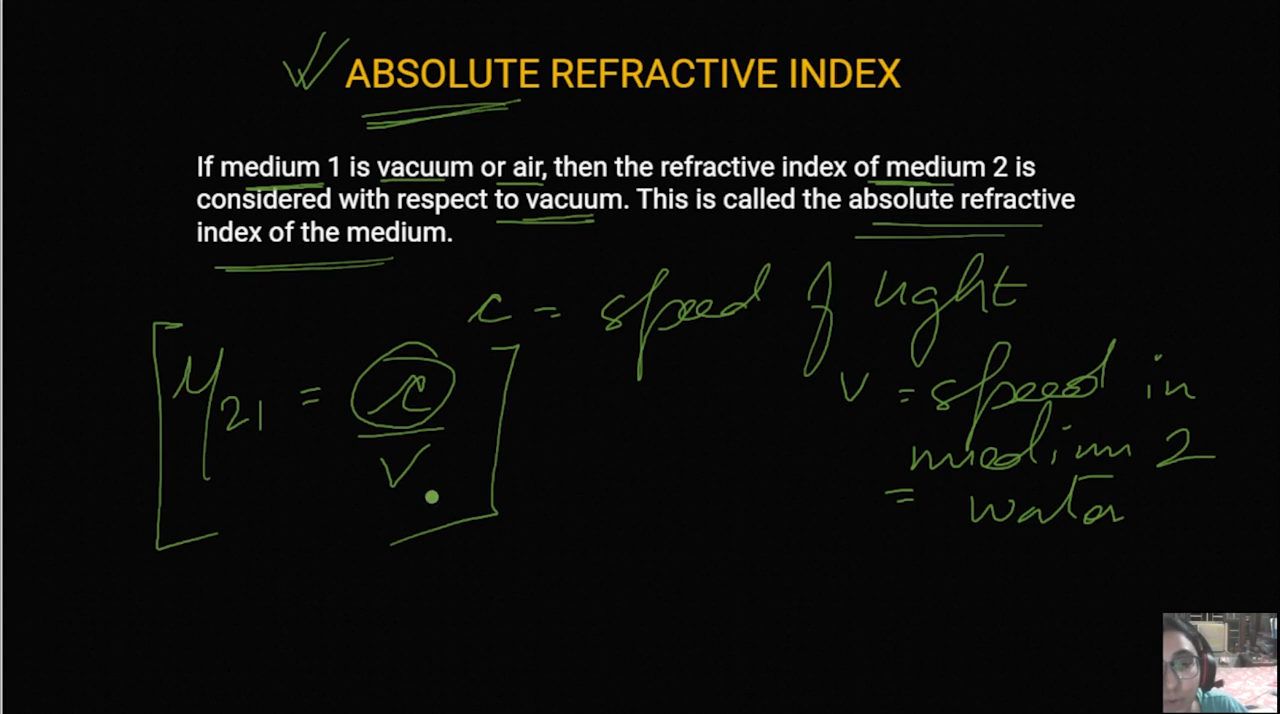 ABSOLUTE REFRACTIVE INDEX
If medium 1 is vacuum or air, then the refractive index of medium 2 is
considered with respect to vacuum. This is called the absolute refractive
index of the medium.
c = speed of light
μ21 = c/v
v = speed in
medium 2
= water